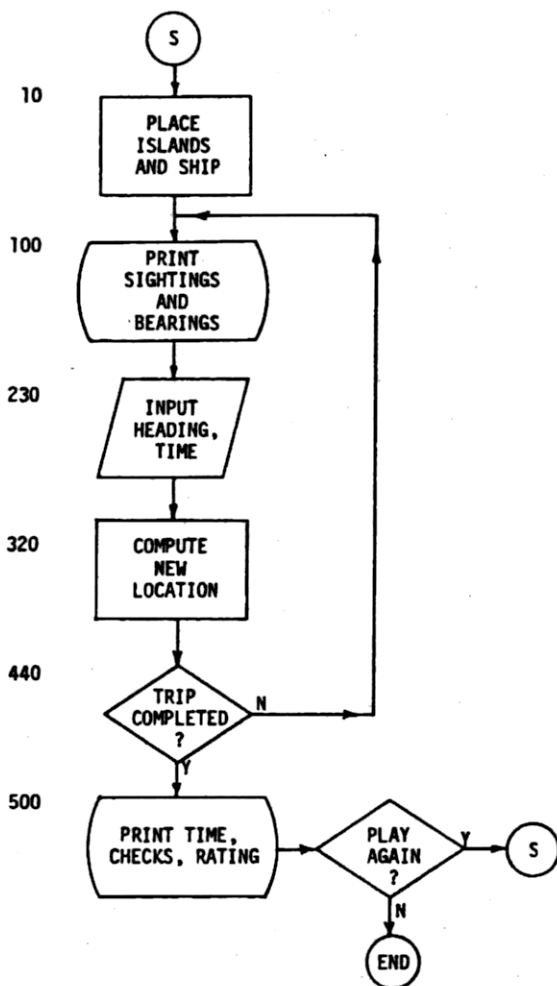 S
10
PLACE
ISLANDS
AND SHIP
100
PRINT
SIGHTINGS
AND
BEARINGS
230
INPUT
HEADING,
TIME
320
COMPUTE
NEW
LOCATION
440
TRIP
COMPLETED
?
N
Y
500
PRINT TIME,
CHECKS, RATING
PLAY
AGAIN
?
Y
S
N
END